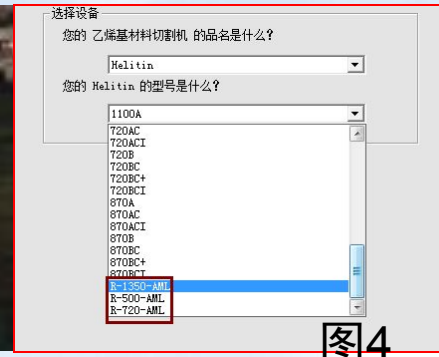 选择设备
您的 乙烯基材料切割机 的品名是什么?
Helitin
您的 Helitin 的型号是什么?
1100A
720AC
720ACI
720B
720BC
720BC+
720BCI
870A
870AC
870ACI
870B
870BC
870BC+
870BCI
R-1350-AML
R-500-AML
R-720-AML
图4